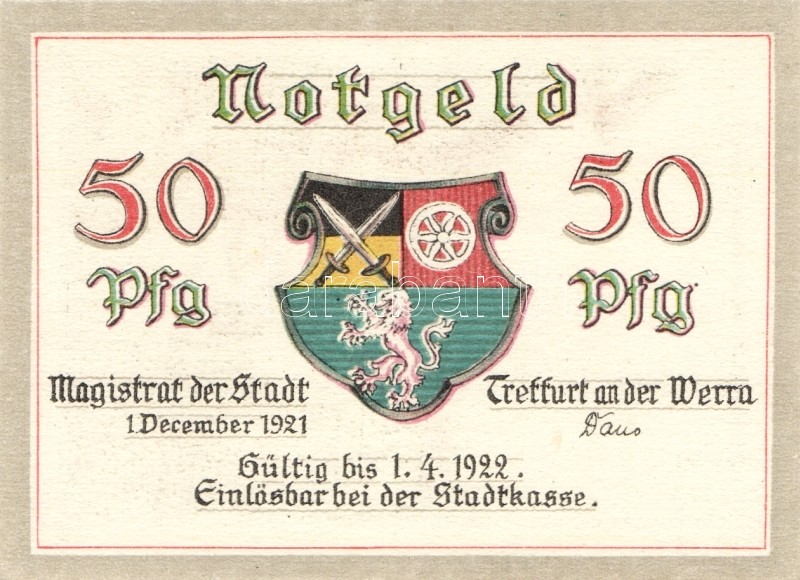 Notgeld
50 50
Pfg Pfg
Magistrat der Stadt Treffurt an der Werra
1. December 1921
Gültig bis 1. 4. 1922.
Einlösbar bei der Stadtkasse.